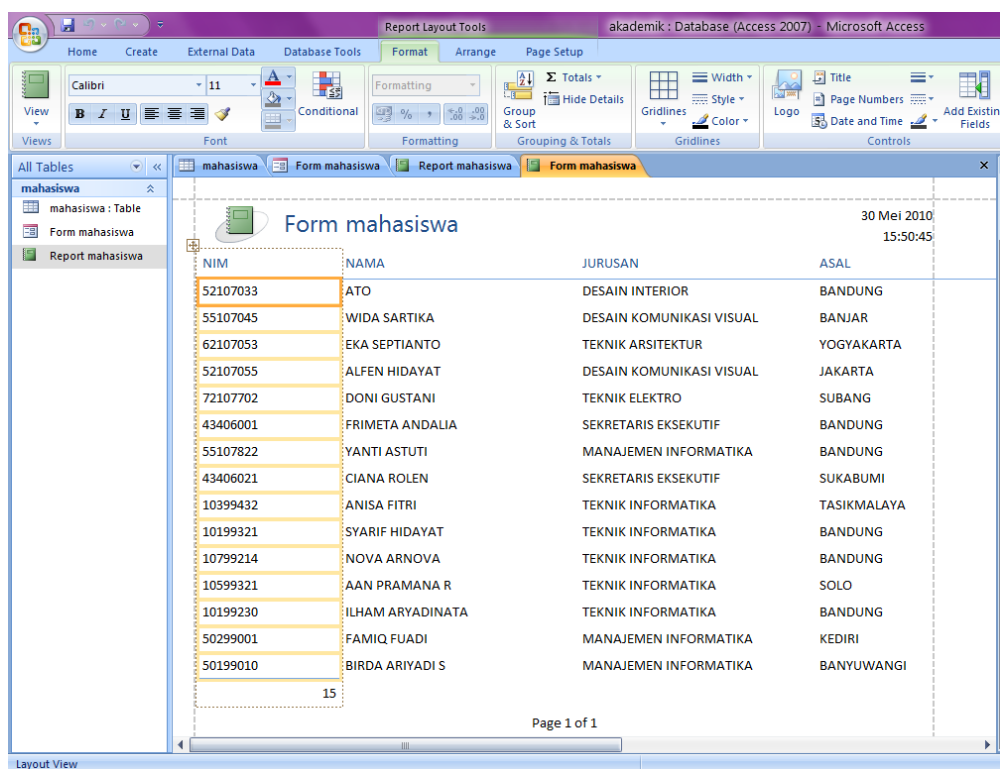 Report Layout Tools akademik : Database (Access 2007) - Microsoft Access
Home Create External Data Database Tools Format Arrange Page Setup
View
Views
Calibri 11 A Conditional
B I U
Font
Formatting
% ,
Formatting
Group & Sort
Σ Totals
Hide Details
Grouping & Totals
Gridlines
Width
Style
Color
Gridlines
Logo
Title
Page Numbers
Date and Time
Add Existin
Fields
Controls
All Tables
mahasiswa
mahasiswa : Table
Form mahasiswa
Report mahasiswa
mahasiswa Form mahasiswa Report mahasiswa Form mahasiswa
Form mahasiswa
30 Mei 2010
15:50:45
NIM NAMA JURUSAN ASAL
52107033 ATO DESAIN INTERIOR BANDUNG
55107045 WIDA SARTIKA DESAIN KOMUNIKASI VISUAL BANJAR
62107053 EKA SEPTIANTO TEKNIK ARSITEKTUR YOGYAKARTA
52107055 ALFEN HIDAYAT DESAIN KOMUNIKASI VISUAL JAKARTA
72107702 DONI GUSTANI TEKNIK ELEKTRO SUBANG
43406001 FRIMETA ANDALIA SEKRETARIS EKSEKUTIF BANDUNG
55107822 YANTI ASTUTI MANAJEMEN INFORMATIKA BANDUNG
43406021 CIANA ROLEN SEKRETARIS EKSEKUTIF SUKABUMI
10399432 ANISA FITRI TEKNIK INFORMATIKA TASIKMALAYA
10199321 SYARIF HIDAYAT TEKNIK INFORMATIKA BANDUNG
10799214 NOVA ARNOVA TEKNIK INFORMATIKA BANDUNG
10599321 AAN PRAMANA R TEKNIK INFORMATIKA SOLO
10199230 ILHAM ARYADINATA TEKNIK INFORMATIKA BANDUNG
50299001 FAMIQ FUADI MANAJEMEN INFORMATIKA KEDIRI
50199010 BIRDA ARIYADI S MANAJEMEN INFORMATIKA BANYUWANGI
15
Page 1 of 1
Layout View